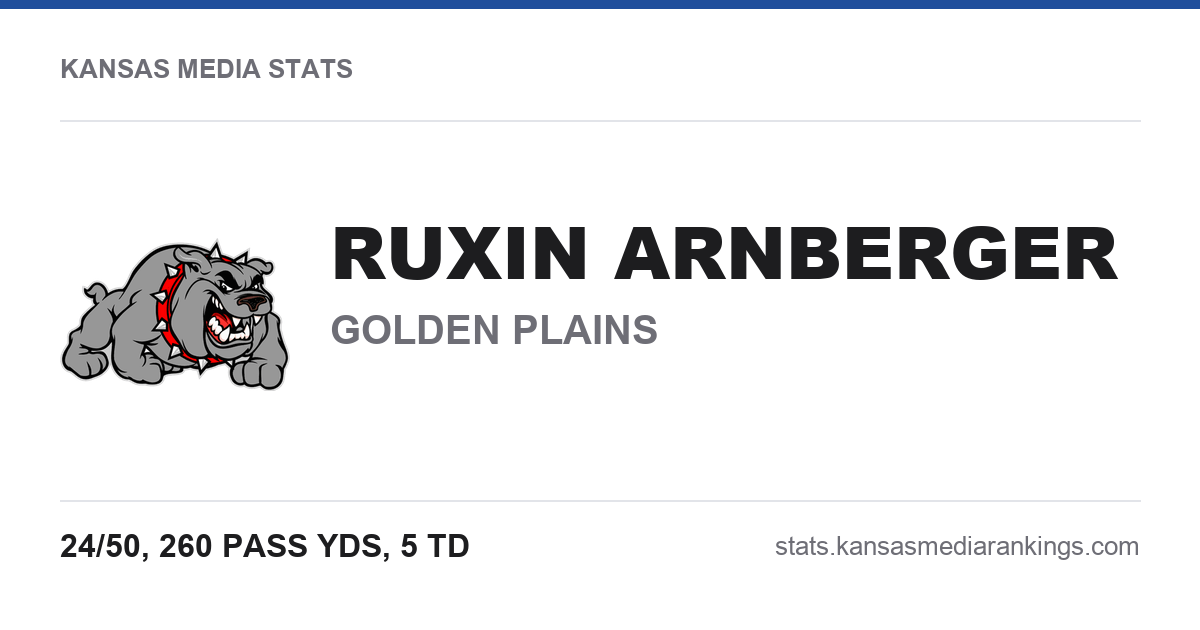 KANSAS MEDIA STATS
RUXIN ARNBERGER
GOLDEN PLAINS
24/50, 260 PASS YDS, 5 TD
stats.kansasmediarankings.com